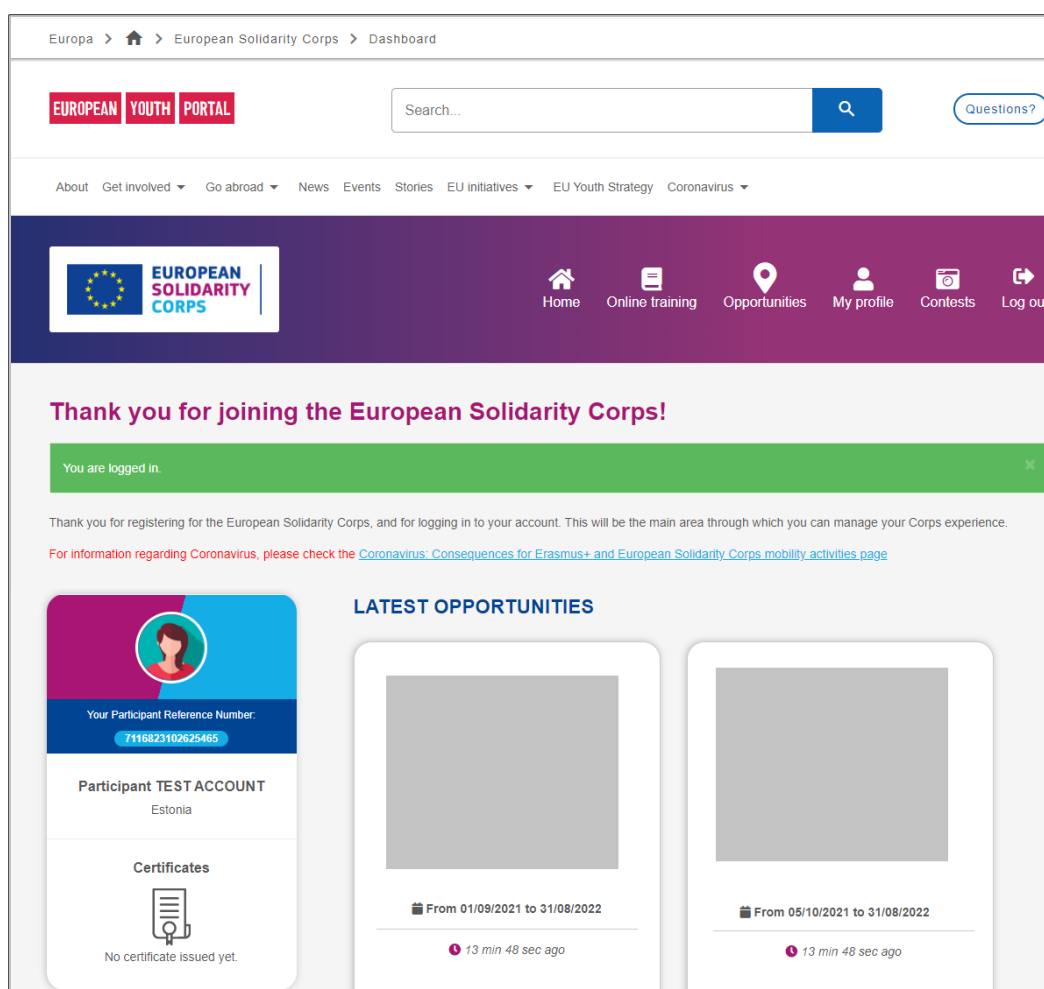 Europa > > European Solidarity Corps > Dashboard
EUROPEAN YOUTH PORTAL
Search...
Questions?
About Get involved Go abroad News Events Stories EU initiatives EU Youth Strategy Coronavirus
EUROPEAN
SOLIDARITY
CORPS
Home Online training Opportunities My profile Contests Log ou
Thank you for joining the European Solidarity Corps!
You are logged in.
Thank you for registering for the European Solidarity Corps, and for logging in to your account. This will be the main area through which you can manage your Corps experience.
For information regarding Coronavirus, please check the Coronavirus: Consequences for Erasmus+ and European Solidarity Corps mobility activities page
LATEST OPPORTUNITIES
Your Participant Reference Number:
7116823102625465
Participant TEST ACCOUNT
Estonia
Certificates
No certificate issued yet.
From 01/09/2021 to 31/08/2022
13 min 48 sec ago
From 05/10/2021 to 31/08/2022
13 min 48 sec ago